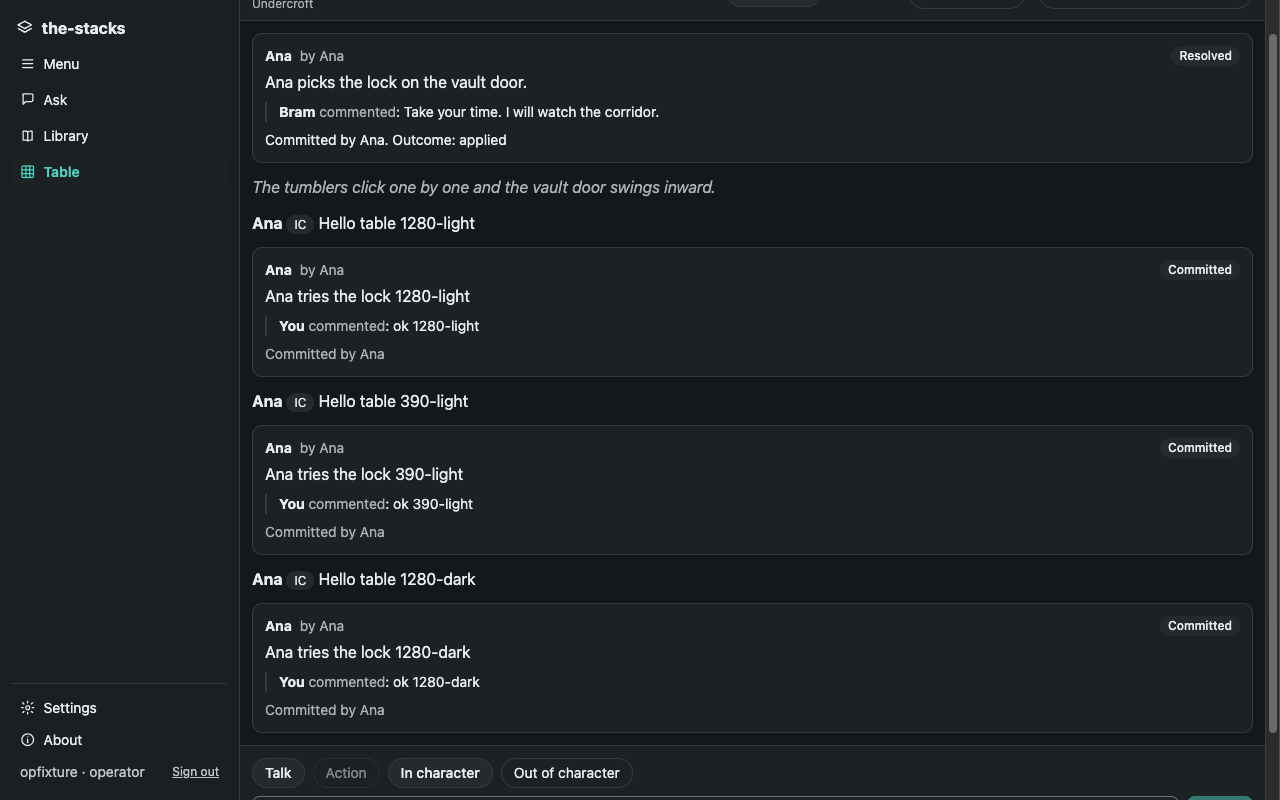 the-stacks
Menu
Ask
Library
Table
Settings
About
opfixture · operator Sign out
Undercroft
Ana by Ana Resolved
Ana picks the lock on the vault door.
Bram commented: Take your time. I will watch the corridor.
Committed by Ana. Outcome: applied
The tumblers click one by one and the vault door swings inward.
Ana IC Hello table 1280-light
Ana by Ana Committed
Ana tries the lock 1280-light
You commented: ok 1280-light
Committed by Ana
Ana IC Hello table 390-light
Ana by Ana Committed
Ana tries the lock 390-light
You commented: ok 390-light
Committed by Ana
Ana IC Hello table 1280-dark
Ana by Ana Committed
Ana tries the lock 1280-dark
You commented: ok 1280-dark
Committed by Ana
Talk Action In character Out of character